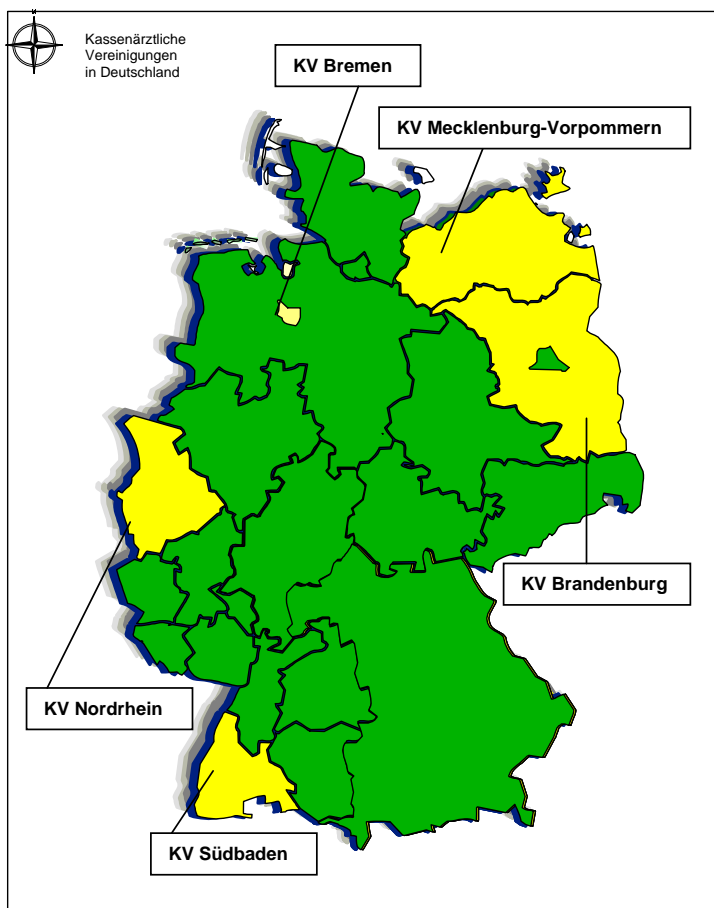 Kassenärztliche
Vereinigungen
in Deutschland
KV Bremen
KV Mecklenburg-Vorpommern
KV Brandenburg
KV Nordrhein
KV Südbaden